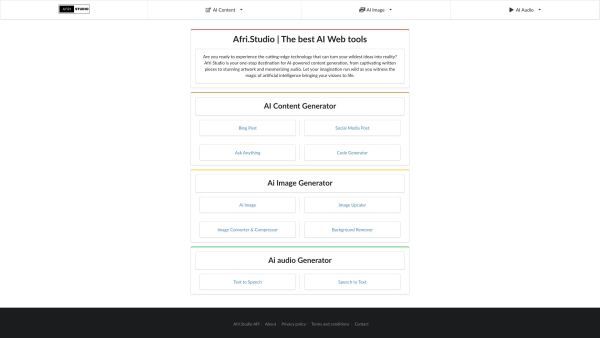 AFRI STUDIO
AI Content
AI Image
AI Audio
Afri.Studio | The best AI Web tools
Are you ready to experience the cutting-edge technology that can turn your wildest ideas into reality?
Afri Studio is your one-stop destination for AI-powered content generation, from captivating written
pieces to stunning artwork and mesmerizing audio. Let your imagination run wild as you witness the
magic of artificial intelligence bringing your visions to life.
AI Content Generator
Blog Post
Social Media Post
Ask Anything
Code Generator
Ai Image Generator
Ai Image
Image Upscaler
Image Converter & Compressor
Background Remover
Ai audio Generator
Text to Speech
Speech to Text
Afri Studio API About Privacy policy Terms and conditions Contact